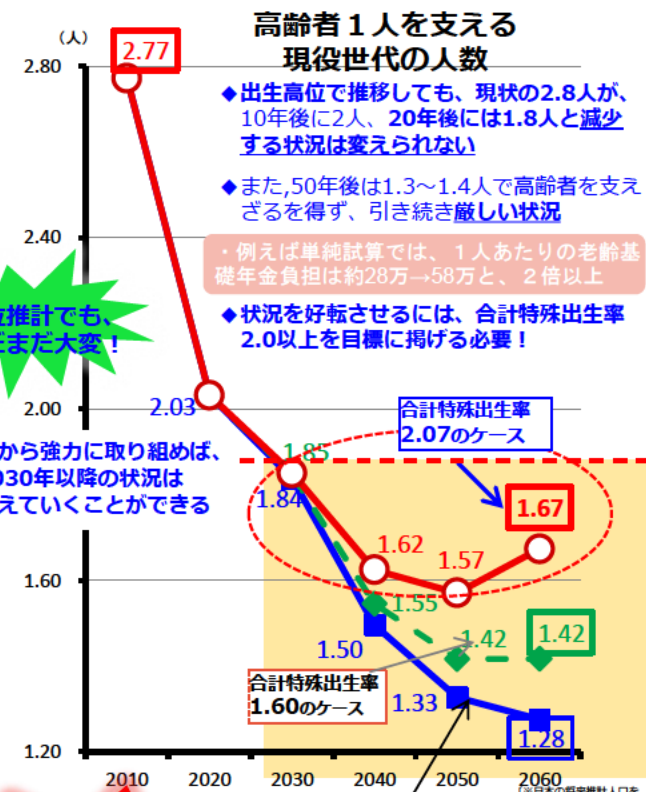 高齢者１人を支える
現役世代の人数
（人）
2.77
2.80
◆出生高位で推移しても、現状の2.8人が、
10年後に2人、20年後には1.8人と減少
する状況は変えられない
◆また,50年後は1.3～1.4人で高齢者を支え
ざるを得ず、引き続き厳しい状況
2.40
・例えば単純試算では、１人あたりの老齢基
礎年金負担は約28万→58万と、２倍以上
位推計でも、
だまだ大変！
◆状況を好転させるには、合計特殊出生率
2.0以上を目標に掲げる必要！
2.00
2.03
合計特殊出生率
2.07のケース
から強力に取り組めば、
030年以降の状況は
えていくことができる
1.85
1.84
1.67
1.62
1.57
1.60
1.55
1.50
1.42
1.42
合計特殊出生率
1.60のケース
1.33
1.28
1.20
2010 2020 2030 2040 2050 2060